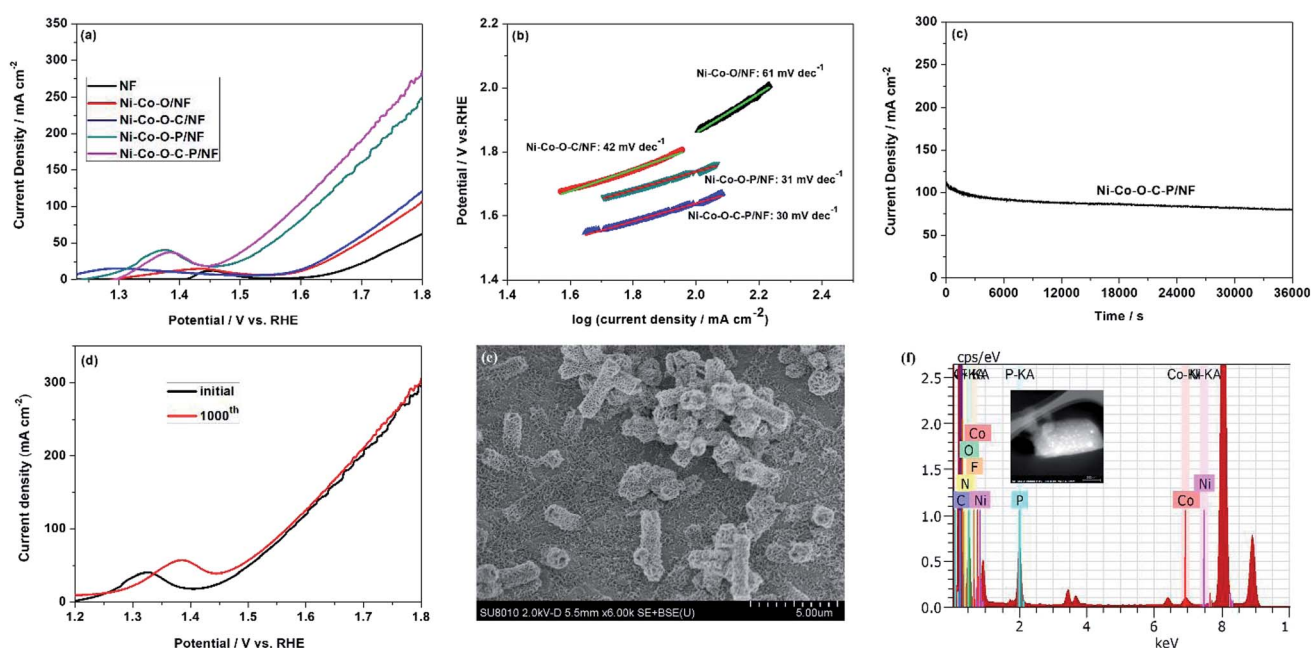 (a)
350
300
250
200
150
100
50
0
Current Density / mA cm⁻²
NF
Ni-Co-O/NF
Ni-Co-O-C/NF
Ni-Co-O-P/NF
Ni-Co-O-C-P/NF
1.3 1.4 1.5 1.6 1.7 1.8
Potential / V vs. RHE
(b)
2.2
2.0
1.8
1.6
1.4
Potential / V vs.RHE
Ni-Co-O/NF: 61 mV dec⁻¹
Ni-Co-O-C/NF: 42 mV dec⁻¹
Ni-Co-O-P/NF: 31 mV dec⁻¹
Ni-Co-O-C-P/NF: 30 mV dec⁻¹
1.4 1.6 1.8 2.0 2.2 2.4
log (current density / mA cm⁻²)
(c)
300
250
200
150
100
50
0
Current Density / mA cm⁻²
Ni-Co-O-C-P/NF
0 6000 12000 18000 24000 30000 36000
Time / s
(d)
300
200
100
0
Current density (mA cm⁻²)
initial
1000ᵗʰ
1.2 1.3 1.4 1.5 1.6 1.7 1.8
Potential / V vs. RHE
(e)
SU8010 2.0kV-D 5.5mm x6.00k SE+BSE(U)
5.00um
(f)
cps/eV
2.5
2.0
1.5
1.0
0.5
0.0
P-KA
Co
O
F
N
C Ni
P
Co
Ni
2 4 6 8 1
keV